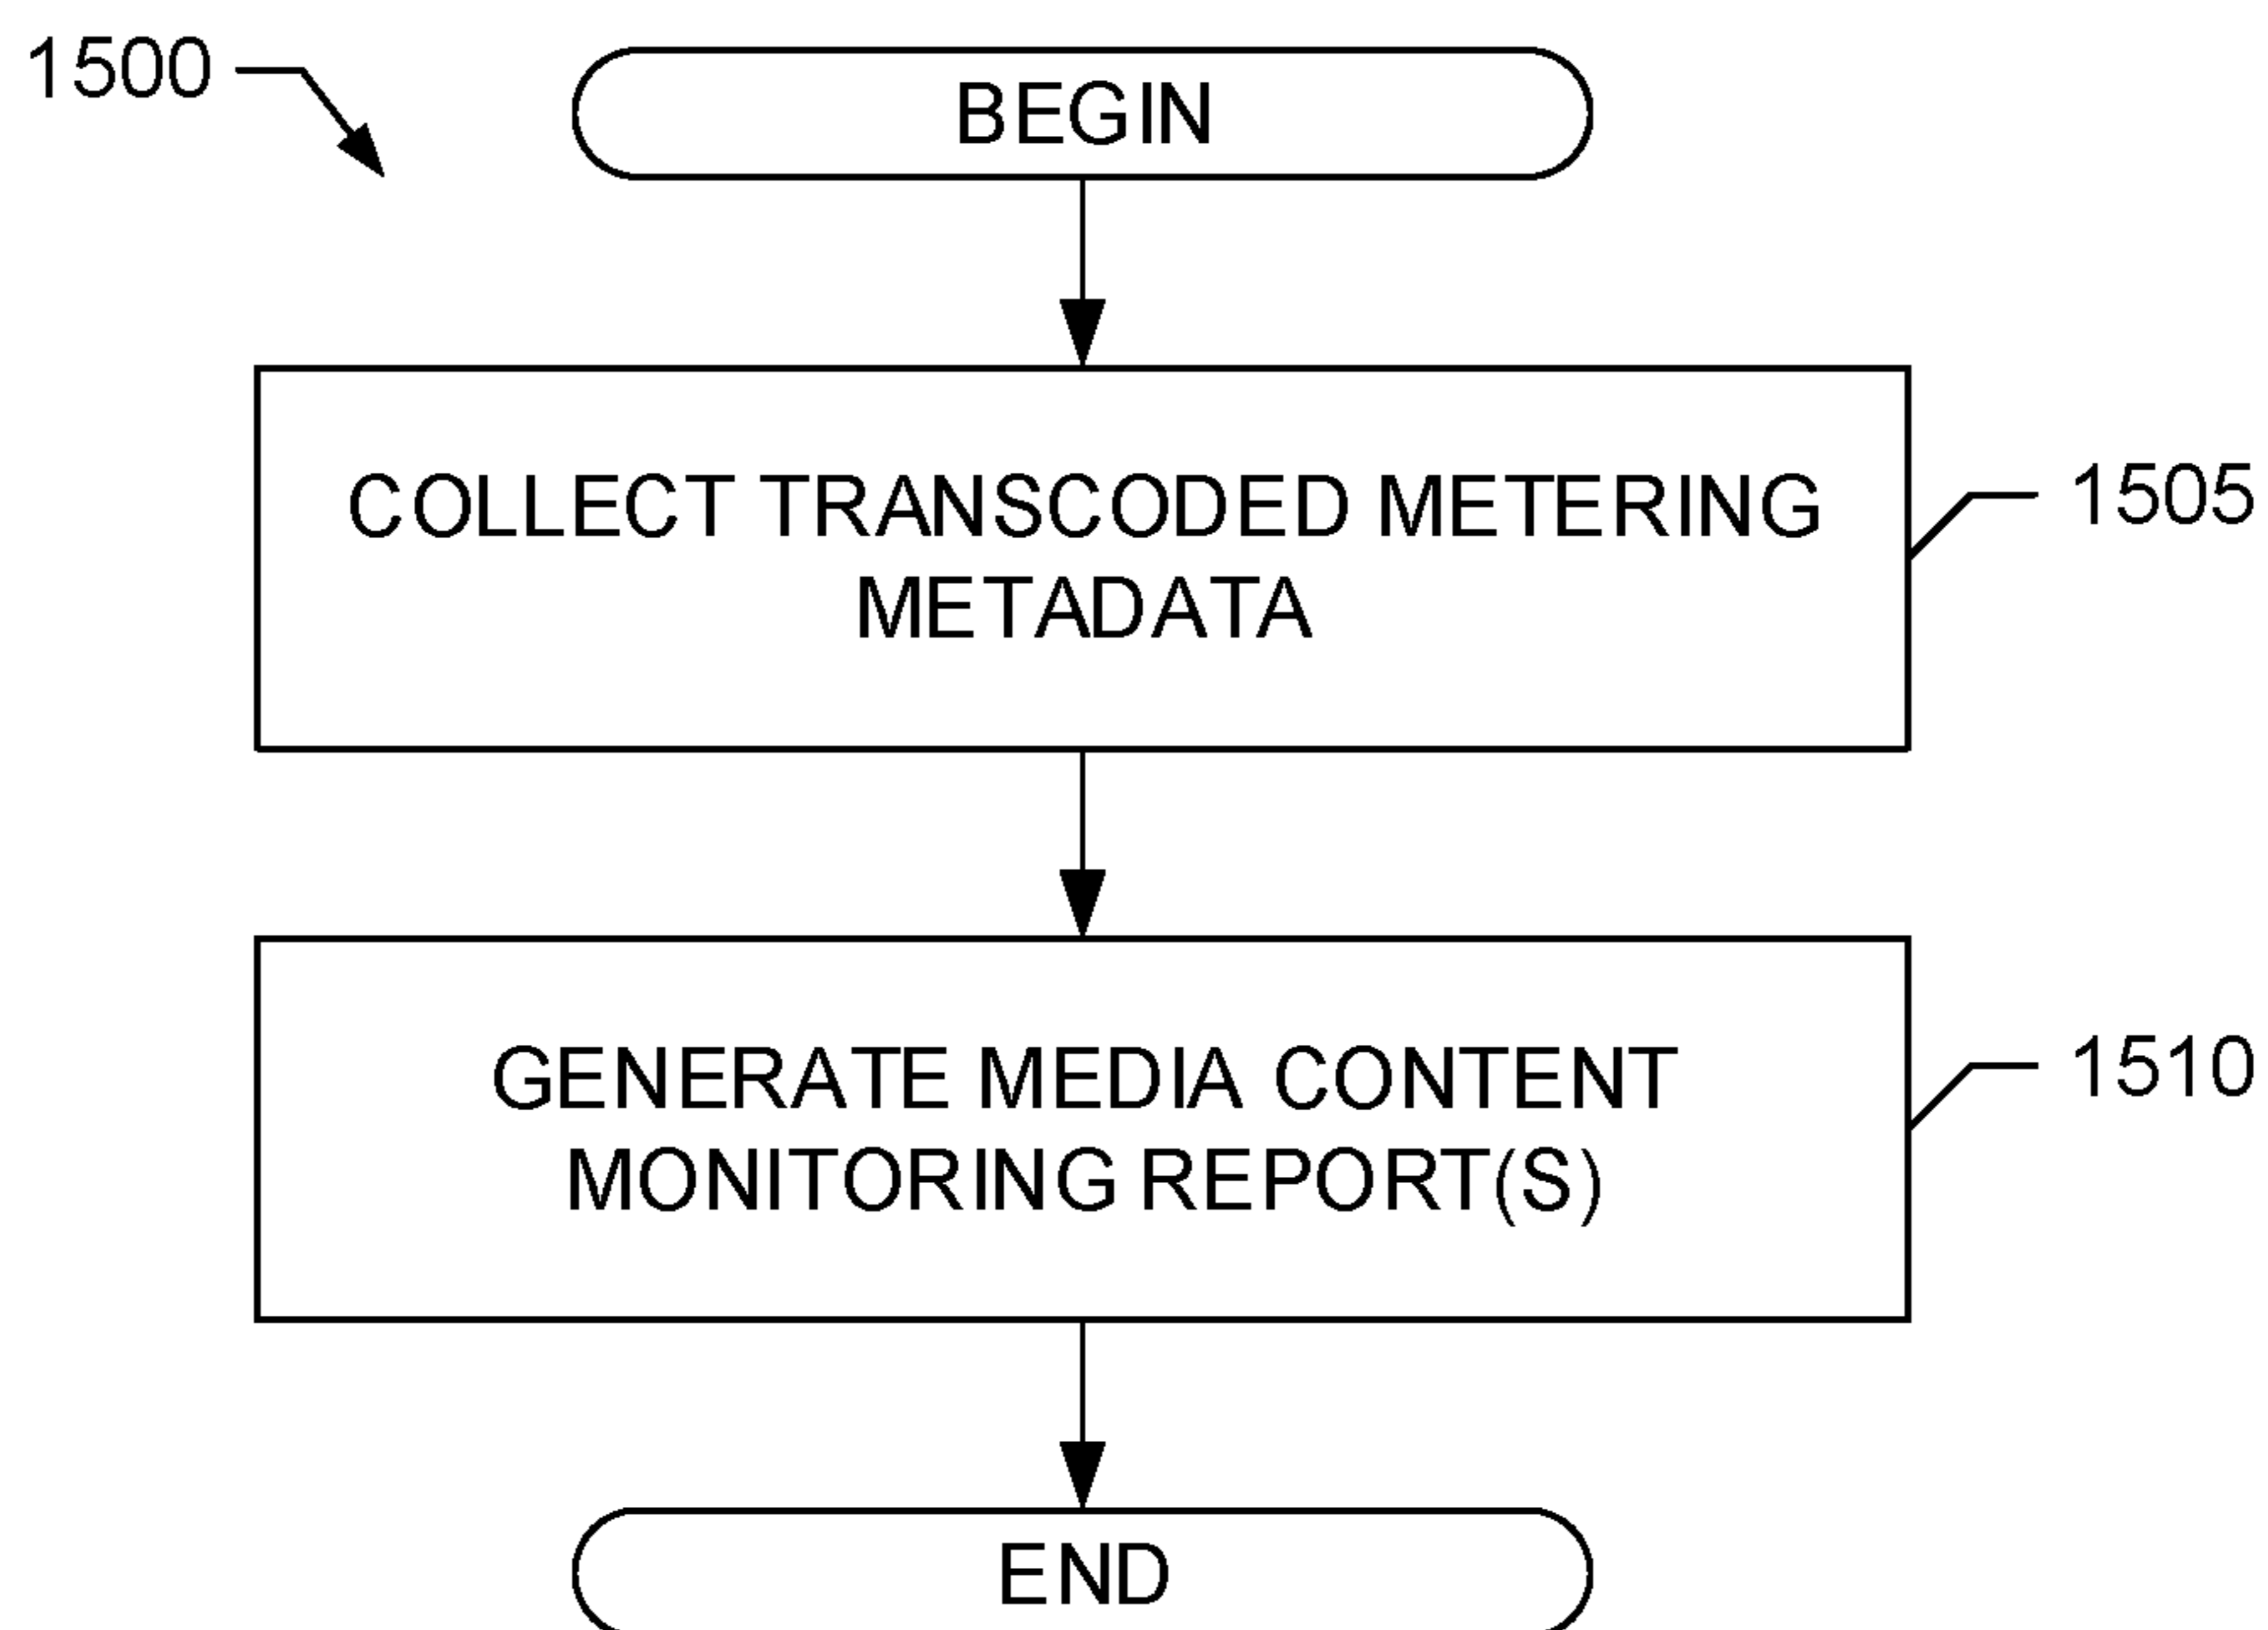 1500
BEGIN
COLLECT TRANSCODED METERING
METADATA
1505
GENERATE MEDIA CONTENT
MONITORING REPORT(S)
1510
END